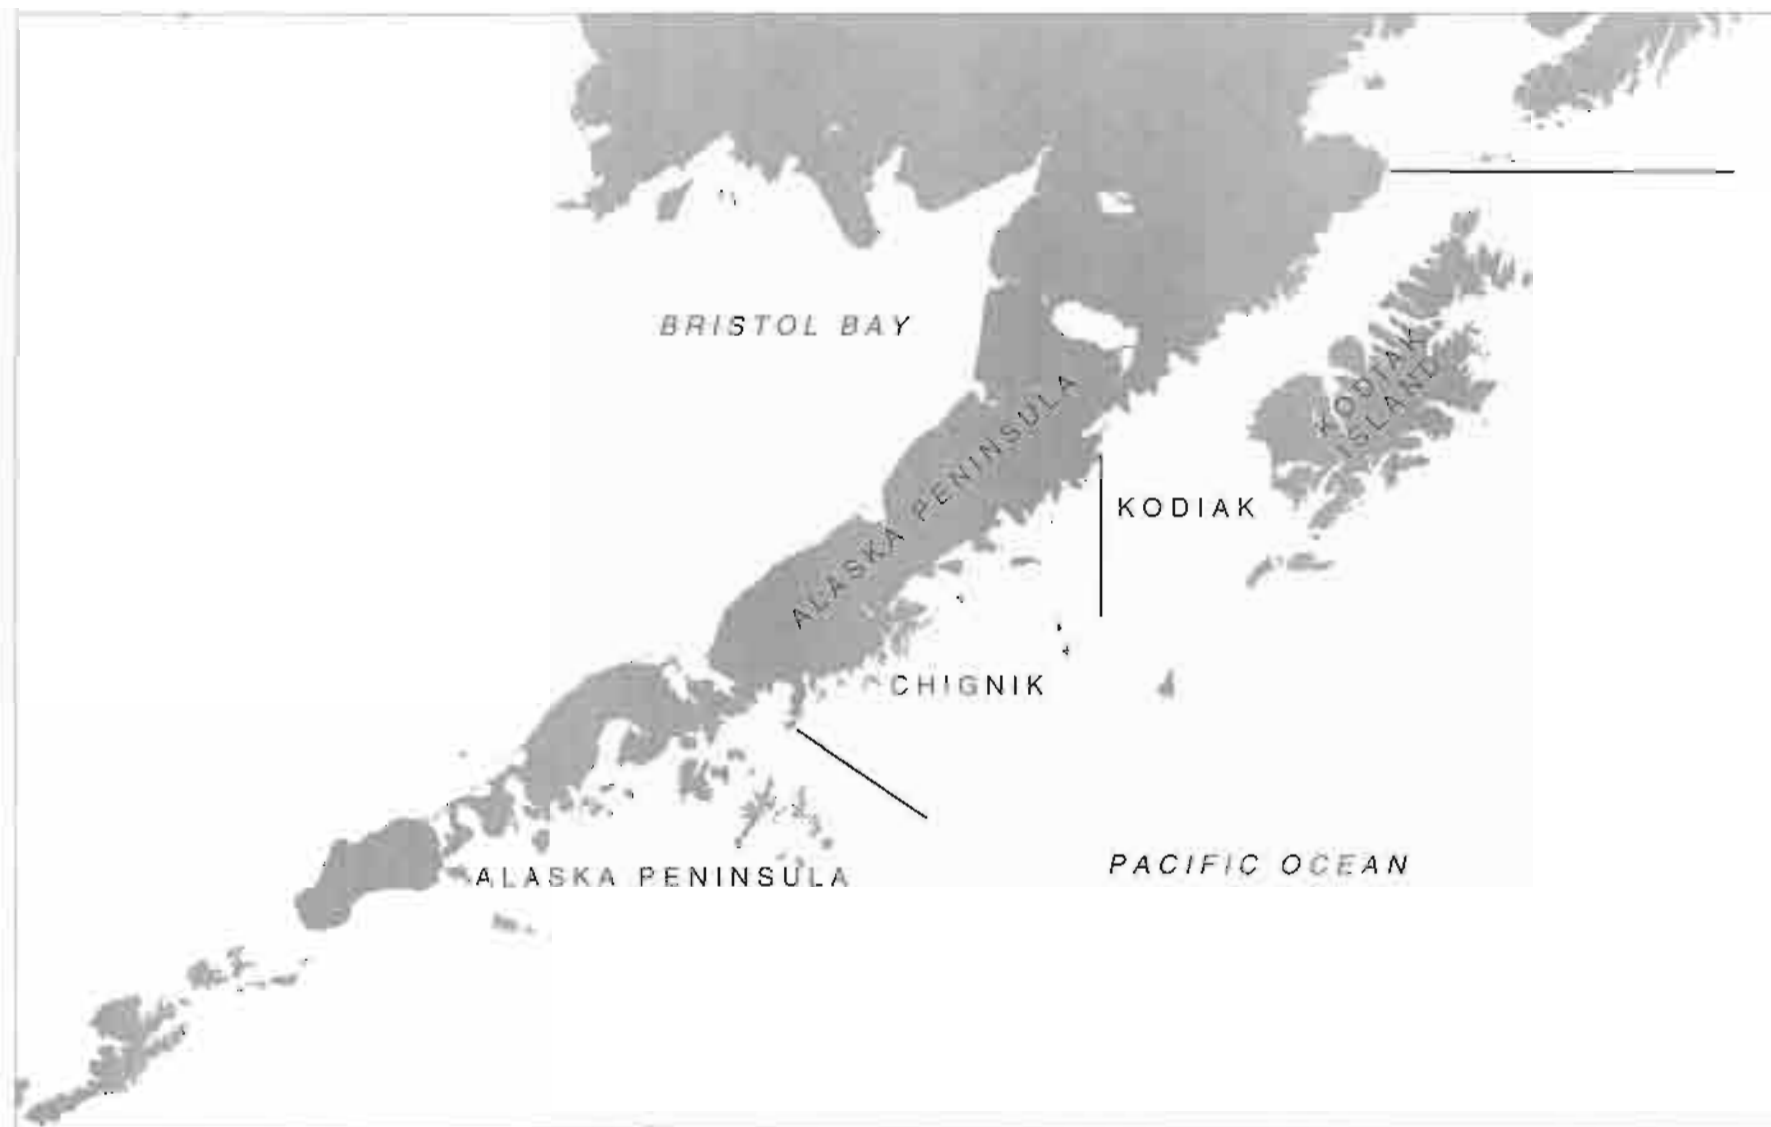 BRISTOL BAY
KODIAK
ISLAND
ALASKA PENINSULA
KODIAK
CHIGNIK
PACIFIC OCEAN
ALASKA PENINSULA